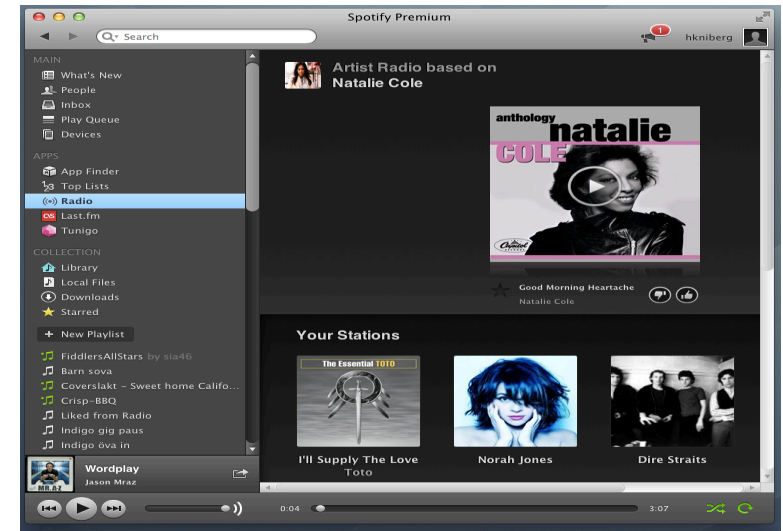 Spotify Premium
Search
1
hkniberg
MAIN
What's New
People
Inbox
Play Queue
Devices
APPS
App Finder
Top Lists
Radio
Last.fm
Tunigo
COLLECTION
Library
Local Files
Downloads
Starred
+ New Playlist
FiddlersAllStars by sia46
Barn sova
Coverslakt – Sweet home Califo...
Crisp-BBQ
Liked from Radio
Indigo gig paus
Indigo öva in
Wordplay
Jason Mraz
MR. A-Z
Artist Radio based on
Natalie Cole
anthology
natalie
COLE
Capitol
Good Morning Heartache
Natalie Cole
Your Stations
The Essential TOTO
I'll Supply The Love
Toto
Norah Jones
Dire Straits
0:04
3:07